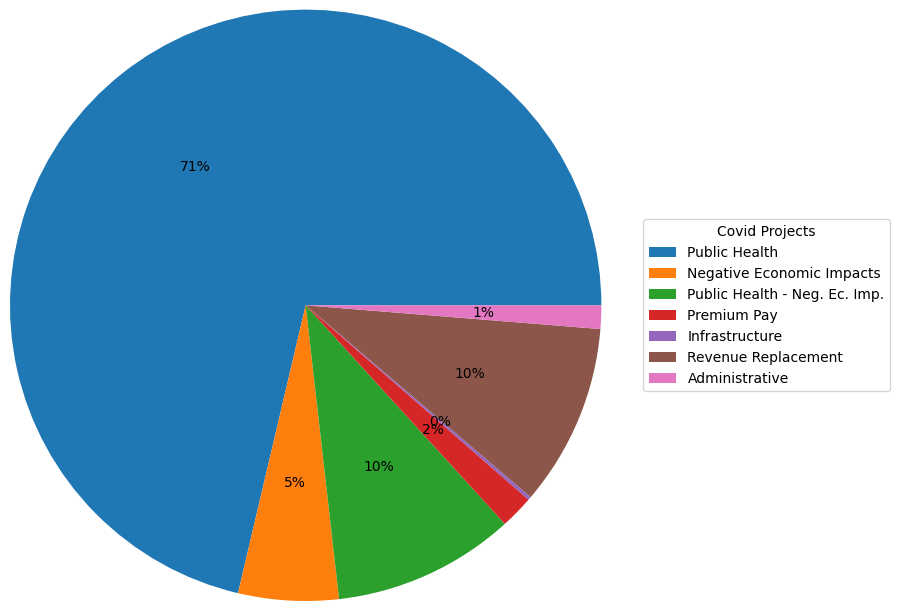 71%
Covid Projects
Public Health
Negative Economic Impacts
Public Health - Neg. Ec. Imp.
Premium Pay
Infrastructure
Revenue Replacement
Administrative
1%
10%
0%
2%
10%
5%